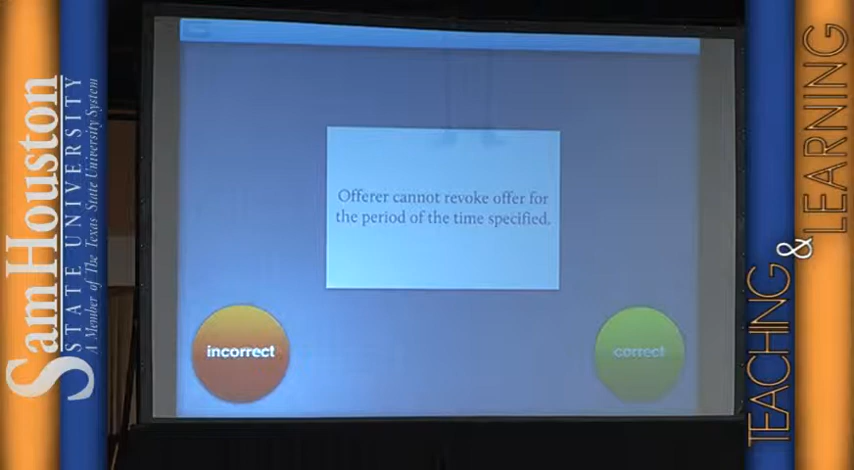 Sam Houston
STATE UNIVERSITY
A Member of The Texas State University System
Offerer cannot revoke offer for
the period of the time specified.
incorrect
correct
TEACHING
&
LEARNING